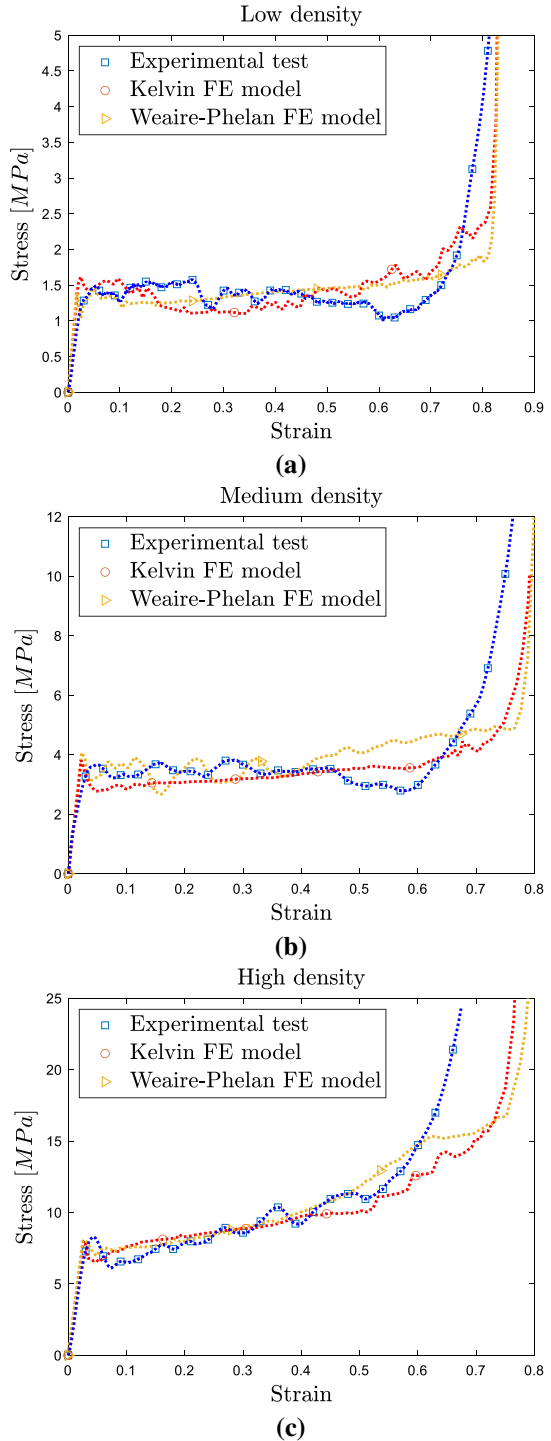 Low density
5
4.5
4
3.5
3
2.5
2
1.5
1
0.5
0
Stress [MPa]
Experimental test
Kelvin FE model
Weaire-Phelan FE model
0 0.1 0.2 0.3 0.4 0.5 0.6 0.7 0.8 0.9
Strain
(a)
Medium density
12
10
8
6
4
2
0
Stress [MPa]
Experimental test
Kelvin FE model
Weaire-Phelan FE model
0 0.1 0.2 0.3 0.4 0.5 0.6 0.7 0.8
Strain
(b)
High density
25
20
15
10
5
0
Stress [MPa]
Experimental test
Kelvin FE model
Weaire-Phelan FE model
0 0.1 0.2 0.3 0.4 0.5 0.6 0.7 0.8
Strain
(c)